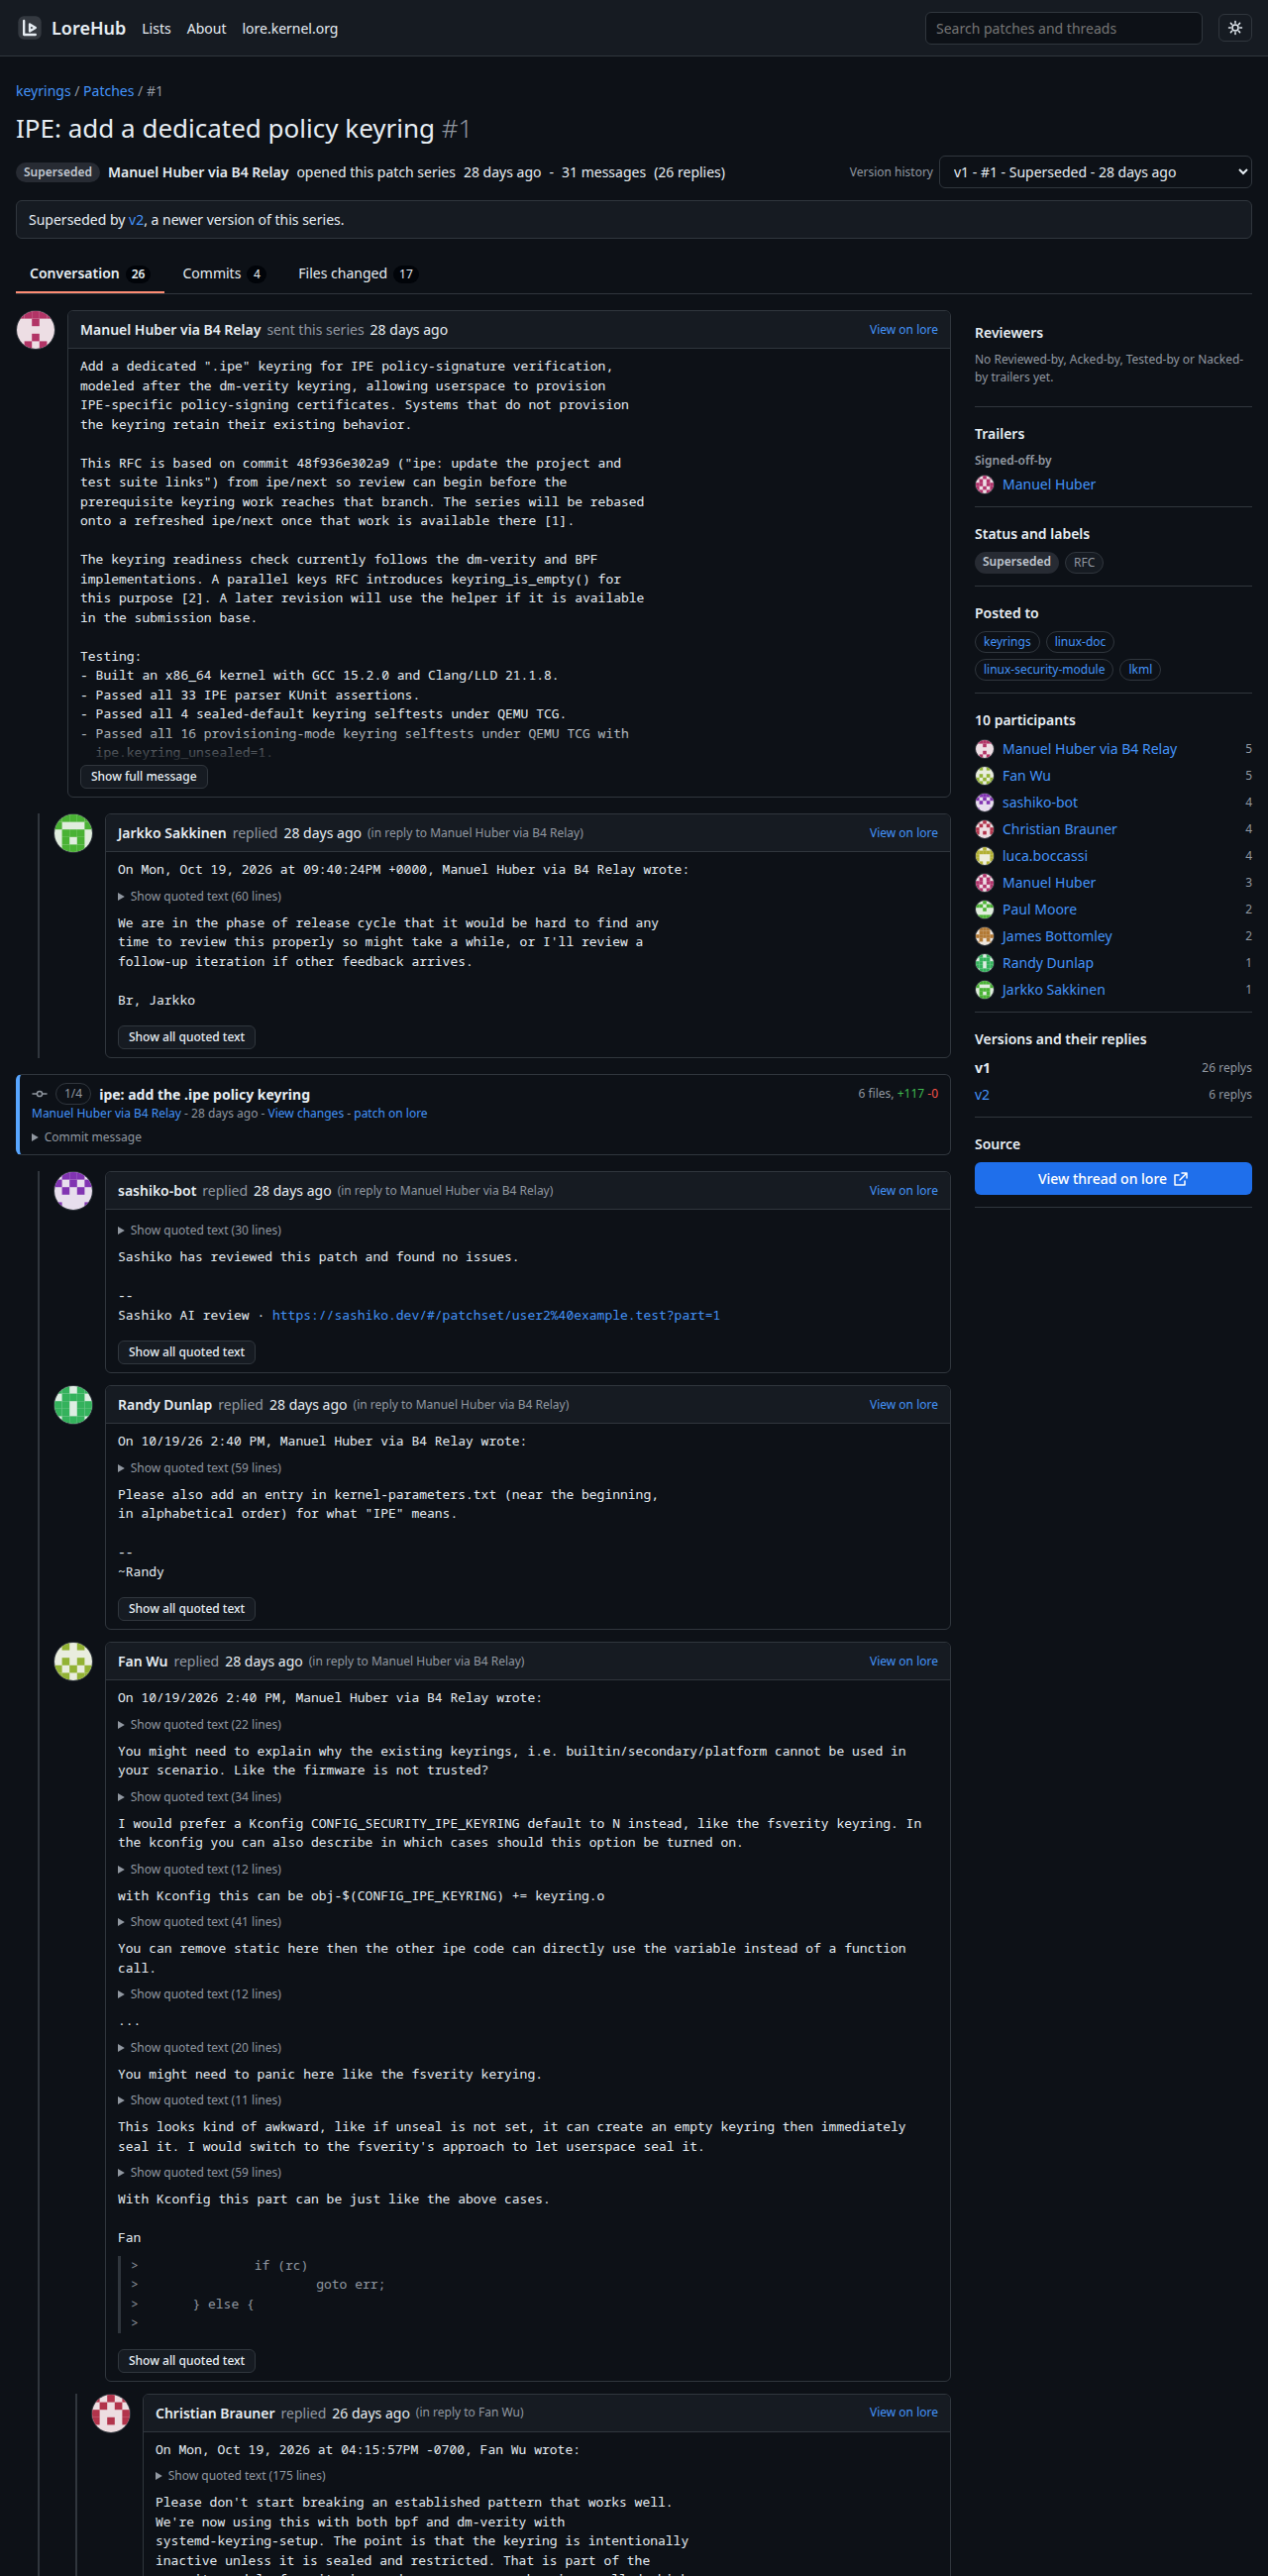 LoreHub Lists About lore.kernel.org Search patches and threads
keyrings / Patches / #1
IPE: add a dedicated policy keyring #1
Superseded Manuel Huber via B4 Relay opened this patch series 28 days ago - 31 messages (26 replies) Version history v1 - #1 - Superseded - 28 days ago
Superseded by v2, a newer version of this series.
Conversation 26 Commits 4 Files changed 17
Manuel Huber via B4 Relay sent this series 28 days ago View on lore
Add a dedicated ".ipe" keyring for IPE policy-signature verification,
modeled after the dm-verity keyring, allowing userspace to provision
IPE-specific policy-signing certificates. Systems that do not provision
the keyring retain their existing behavior.
This RFC is based on commit 48f936e302a9 ("ipe: update the project and
test suite links") from ipe/next so review can begin before the
prerequisite keyring work reaches that branch. The series will be rebased
onto a refreshed ipe/next once that work is available there [1].
The keyring readiness check currently follows the dm-verity and BPF
implementations. A parallel keys RFC introduces keyring_is_empty() for
this purpose [2]. A later revision will use the helper if it is available
in the submission base.
Testing:
- Built an x86_64 kernel with GCC 15.2.0 and Clang/LLD 21.1.8.
- Passed all 33 IPE parser KUnit assertions.
- Passed all 4 sealed-default keyring selftests under QEMU TCG.
- Passed all 16 provisioning-mode keyring selftests under QEMU TCG with
ipe.keyring_unsealed=1.
Show full message
Jarkko Sakkinen replied 28 days ago (in reply to Manuel Huber via B4 Relay) View on lore
On Mon, Oct 19, 2026 at 09:40:24PM +0000, Manuel Huber via B4 Relay wrote:
Show quoted text (60 lines)
We are in the phase of release cycle that it would be hard to find any
time to review this properly so might take a while, or I'll review a
follow-up iteration if other feedback arrives.
Br, Jarkko
Show all quoted text
1/4 ipe: add the .ipe policy keyring 6 files, +117 -0
Manuel Huber via B4 Relay - 28 days ago - View changes - patch on lore
Commit message
sashiko-bot replied 28 days ago (in reply to Manuel Huber via B4 Relay) View on lore
Show quoted text (30 lines)
Sashiko has reviewed this patch and found no issues.
--
Sashiko AI review · https://sashiko.dev/#/patchset/user2%40example.test?part=1
Show all quoted text
Randy Dunlap replied 28 days ago (in reply to Manuel Huber via B4 Relay) View on lore
On 10/19/26 2:40 PM, Manuel Huber via B4 Relay wrote:
Show quoted text (59 lines)
Please also add an entry in kernel-parameters.txt (near the beginning,
in alphabetical order) for what "IPE" means.
--
~Randy
Show all quoted text
Fan Wu replied 28 days ago (in reply to Manuel Huber via B4 Relay) View on lore
On 10/19/2026 2:40 PM, Manuel Huber via B4 Relay wrote:
Show quoted text (22 lines)
You might need to explain why the existing keyrings, i.e. builtin/secondary/platform cannot be used in
your scenario. Like the firmware is not trusted?
Show quoted text (34 lines)
I would prefer a Kconfig CONFIG_SECURITY_IPE_KEYRING default to N instead, like the fsverity keyring. In
the kconfig you can also describe in which cases should this option be turned on.
Show quoted text (12 lines)
with Kconfig this can be obj-$(CONFIG_IPE_KEYRING) += keyring.o
Show quoted text (41 lines)
You can remove static here then the other ipe code can directly use the variable instead of a function
call.
Show quoted text (12 lines)
...
Show quoted text (20 lines)
You might need to panic here like the fsverity kerying.
Show quoted text (11 lines)
This looks kind of awkward, like if unseal is not set, it can create an empty keyring then immediately
seal it. I would switch to the fsverity's approach to let userspace seal it.
Show quoted text (59 lines)
With Kconfig this part can be just like the above cases.
Fan
> if (rc)
> goto err;
> } else {
>
Show all quoted text
Christian Brauner replied 26 days ago (in reply to Fan Wu) View on lore
On Mon, Oct 19, 2026 at 04:15:57PM -0700, Fan Wu wrote:
Show quoted text (175 lines)
Please don't start breaking an established pattern that works well.
We're now using this with both bpf and dm-verity with
systemd-keyring-setup. The point is that the keyring is intentionally
inactive unless it is sealed and restricted. That is part of the
Reviewers
No Reviewed-by, Acked-by, Tested-by or Nacked-
by trailers yet.
Trailers
Signed-off-by
Manuel Huber
Status and labels
Superseded RFC
Posted to
keyrings linux-doc
linux-security-module lkml
10 participants
Manuel Huber via B4 Relay 5
Fan Wu 5
sashiko-bot 4
Christian Brauner 4
luca.boccassi 4
Manuel Huber 3
Paul Moore 2
James Bottomley 2
Randy Dunlap 1
Jarkko Sakkinen 1
Versions and their replies
v1 26 replys
v2 6 replys
Source
View thread on lore